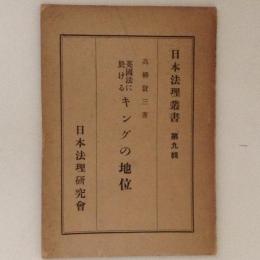 日本法理叢書 第九輯
高柳賢三著
英國法に
於ける
キングの地位
日本法理研究會